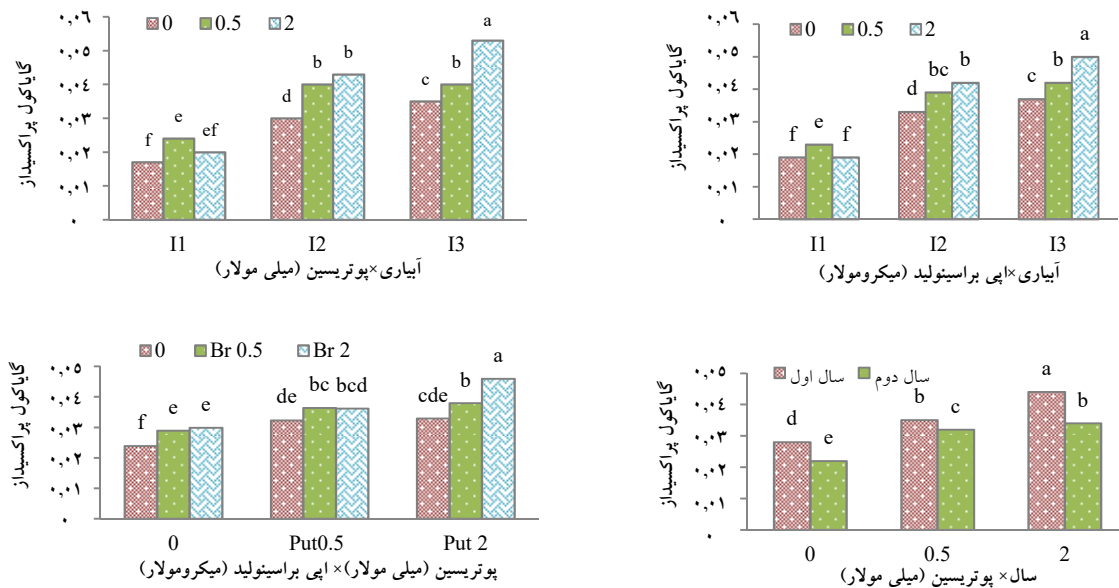 0 0.5 2
گایاکول پراکسیداز
۰,۰۶
۰,۰۵
۰,۰۴
۰,۰۳
۰,۰۲
۰,۰۱
۰
f e ef d b b c b a
I1 I2 I3
آبیاری×پوتریسین (میلی مولار)
0 0.5 2
گایاکول پراکسیداز
۰,۰۶
۰,۰۵
۰,۰۴
۰,۰۳
۰,۰۲
۰,۰۱
۰
f e f d bc b c b a
I1 I2 I3
آبیاری×اپی براسینولید (میکرومولار)
0 Br 0.5 Br 2
گایاکول پراکسیداز
۰,۰۵
۰,۰۴
۰,۰۳
۰,۰۲
۰,۰۱
۰
f e e de bc bcd cde b a
0 Put0.5 Put 2
پوتریسین (میلی مولار)× اپی براسینولید (میکرومولار)
سال اول سال دوم
گایاکول پراکسیداز
۰,۰۵
۰,۰۴
۰,۰۳
۰,۰۲
۰,۰۱
۰
d e b c a b
0 0.5 2
سال× پوتریسین (میلی مولار)